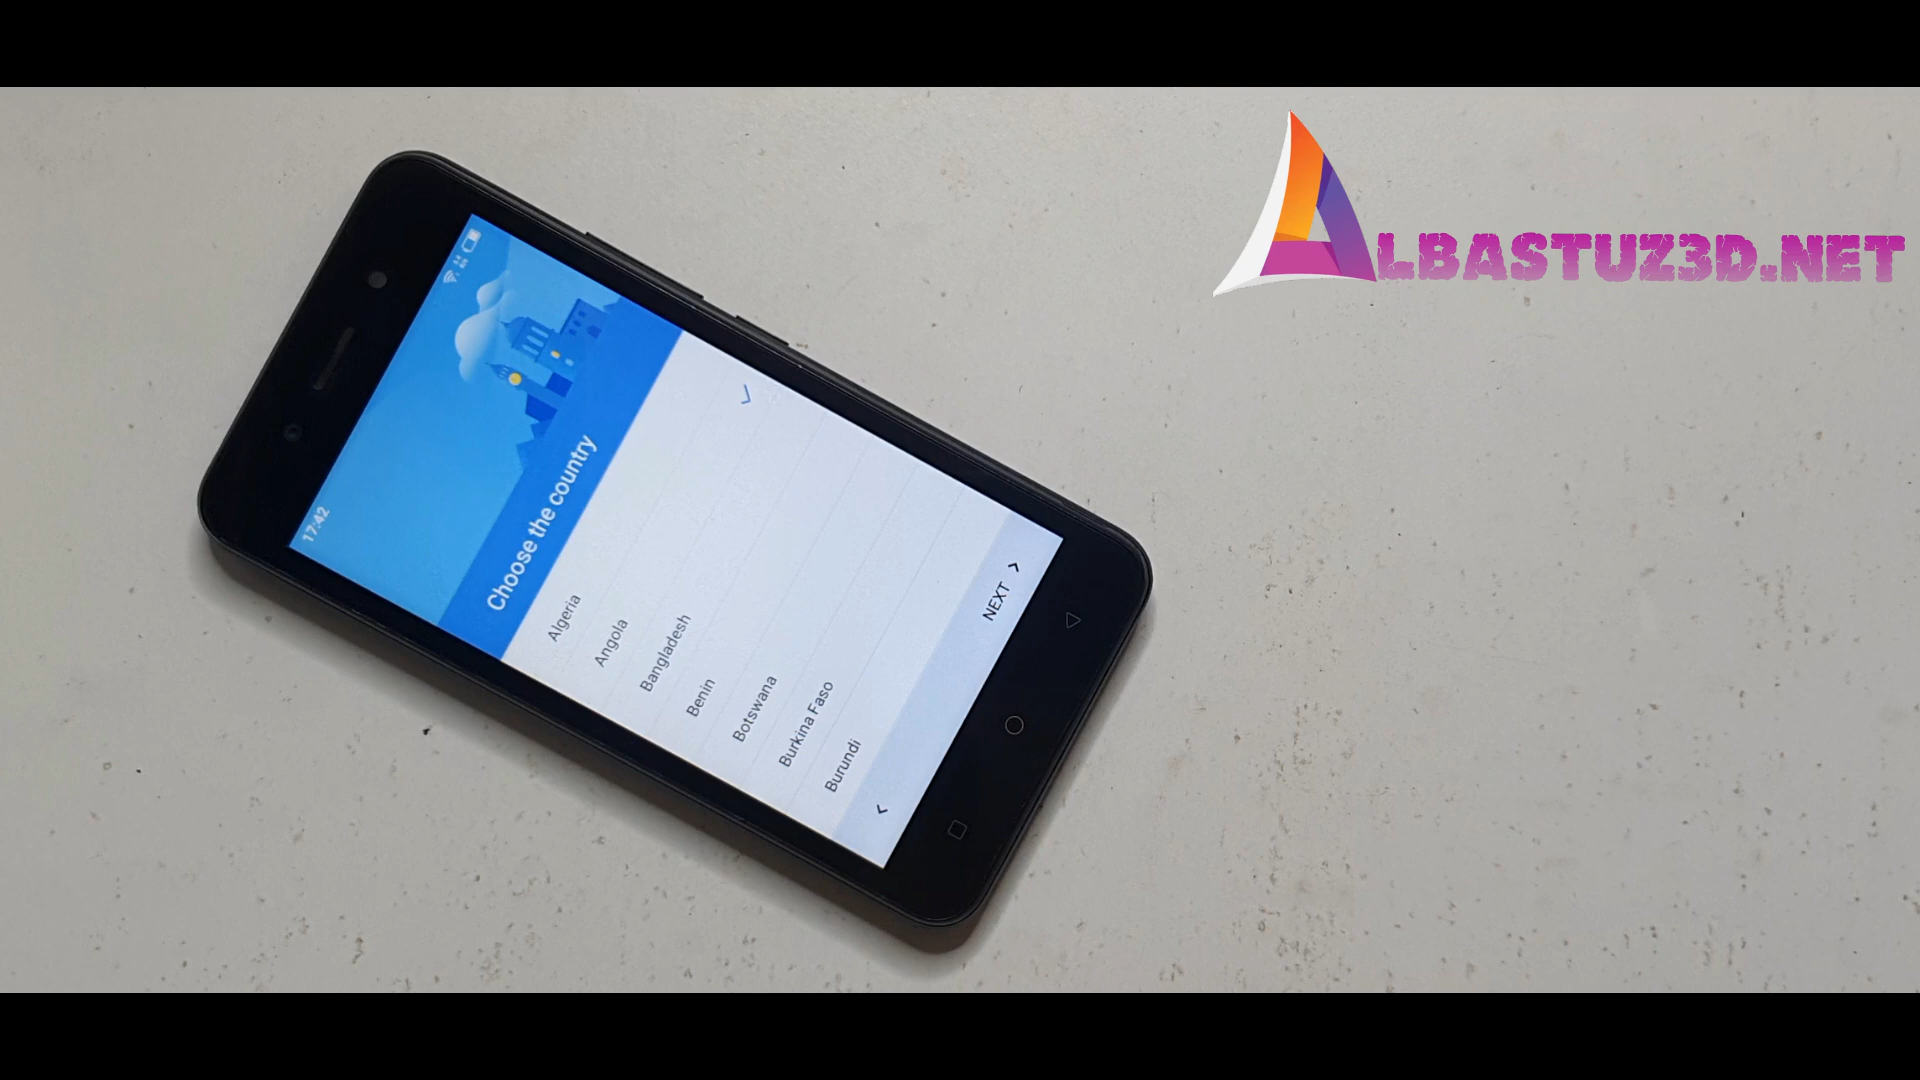 ALBASTUZ3D.NET
17:42
Choose the country
Algeria
Angola
Bangladesh
Benin
Botswana
Burkina Faso
Burundi
NEXT